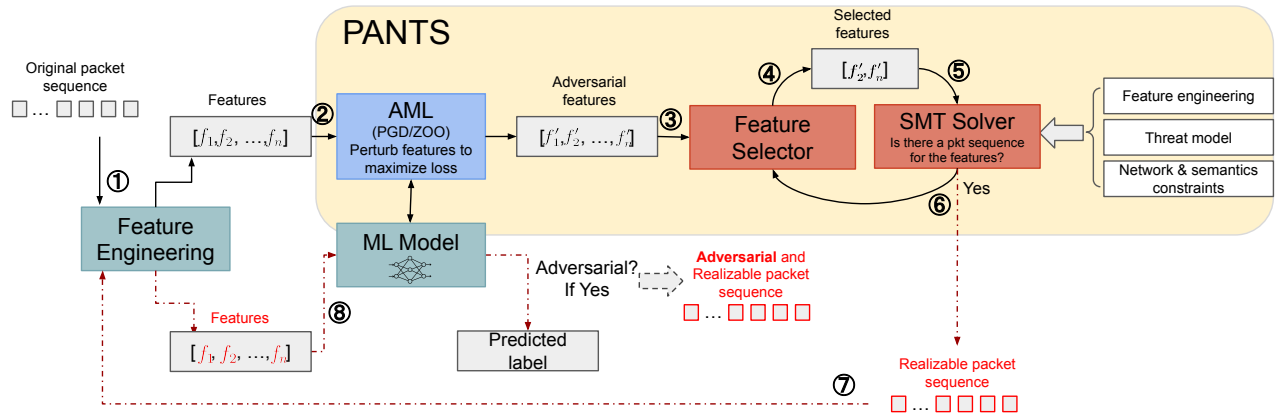 PANTS
Original packet
sequence
...
Features
[f₁,f₂, ...,fₙ]
①
②
AML
(PGD/ZOO)
Perturb features to
maximize loss
Adversarial
features
[f′₁,f′₂, ..., f′ₙ]
③
Feature
Selector
④
Selected
features
[f′₂,f′ₙ]
⑤
SMT Solver
Is there a pkt sequence
for the features?
Feature engineering
Threat model
Network & semantics
constraints
⑥
Yes
Feature
Engineering
ML Model
Adversarial?
If Yes
Adversarial and
Realizable packet
sequence
...
Features
[f₁, f₂, ...,fₙ]
⑧
Predicted
label
⑦
Realizable packet
sequence
...